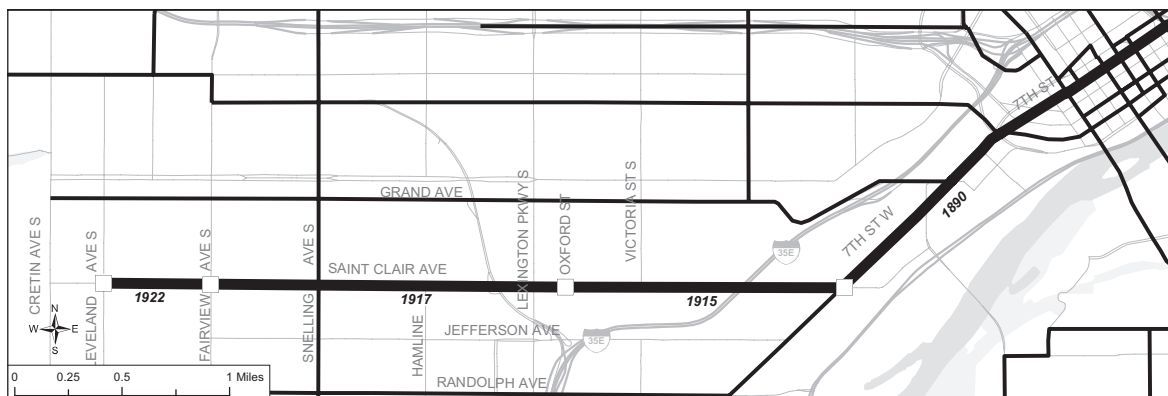 7TH ST
GRAND AVE
CRETIN AVE S
CLEVELAND AVE S
FAIRVIEW AVE S
SNELLING AVE S
LEXINGTON PKWY S
OXFORD ST
VICTORIA ST S
7TH ST W
1890
35E
SAINT CLAIR AVE
1922
1917
1915
HAMLINE
JEFFERSON AVE
35E
RANDOLPH AVE
N
W E
S
0 0.25 0.5 1 Miles